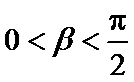 0 < β < π/2